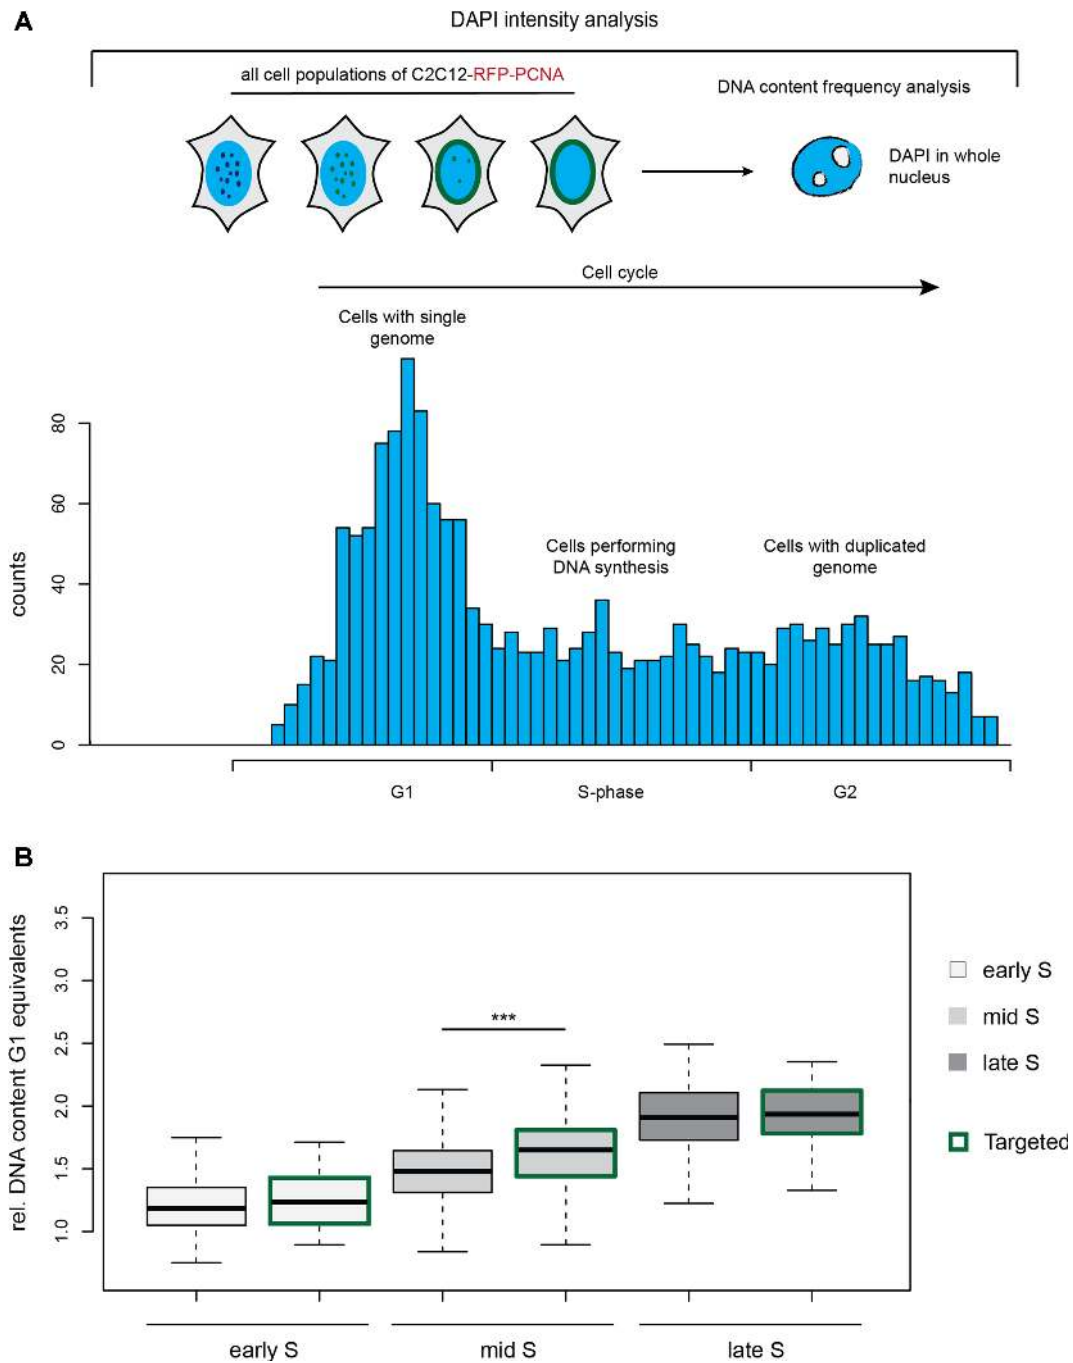 A
DAPI intensity analysis
all cell populations of C2C12-RFP-PCNA
DNA content frequency analysis
DAPI in whole
nucleus
Cell cycle
Cells with single
genome
Cells performing
DNA synthesis
Cells with duplicated
genome
counts
80
60
40
20
0
G1
S-phase
G2
B
rel. DNA content G1 equivalents
3.5
3.0
2.5
2.0
1.5
1.0
***
early S
mid S
late S
Targeted
early S
mid S
late S